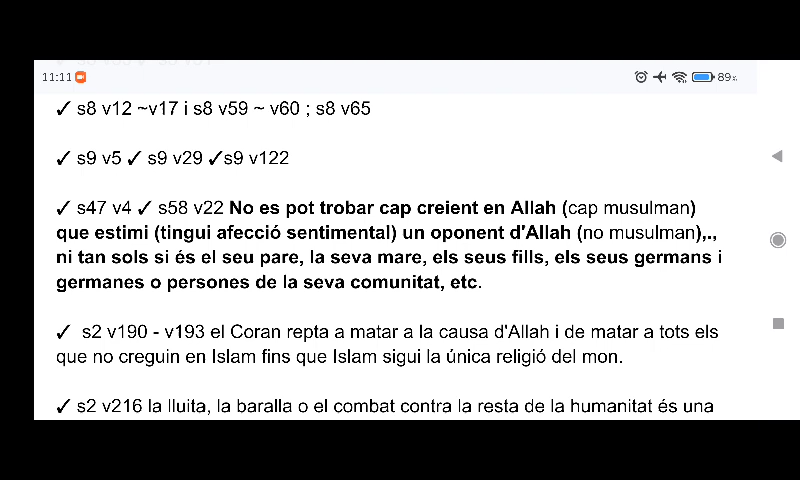 11:11 89%
✓ s8 v12 ~v17 i s8 v59 ~ v60 ; s8 v65
✓ s9 v5 ✓ s9 v29 ✓s9 v122
✓ s47 v4 ✓ s58 v22 No es pot trobar cap creient en Allah (cap musulman)
que estimi (tingui afecció sentimental) un oponent d'Allah (no musulman),.,
ni tan sols si és el seu pare, la seva mare, els seus fills, els seus germans i
germanes o persones de la seva comunitat, etc.
✓ s2 v190 - v193 el Coran repta a matar a la causa d'Allah i de matar a tots els
que no creguin en Islam fins que Islam sigui la única religió del mon.
✓ s2 v216 la lluita, la baralla o el combat contra la resta de la humanitat és una